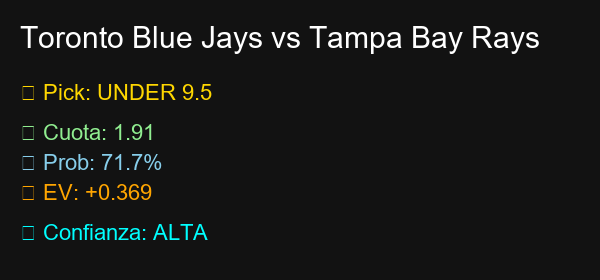 Toronto Blue Jays vs Tampa Bay Rays
Pick: UNDER 9.5
Cuota: 1.91
Prob: 71.7%
EV: +0.369
Confianza: ALTA